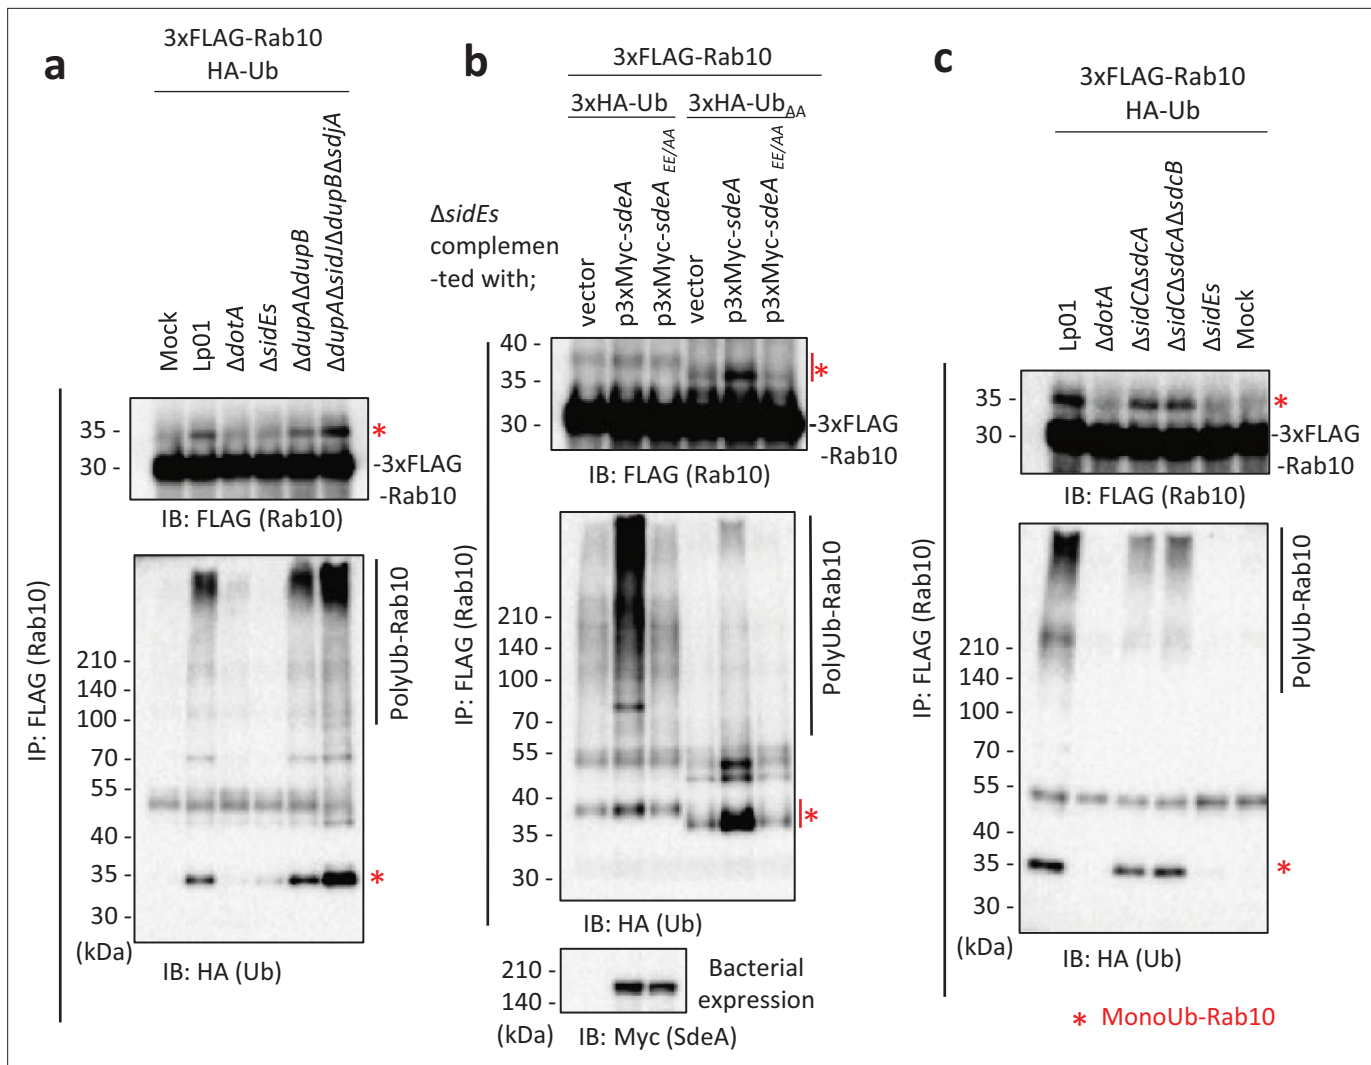 a
3xFLAG-Rab10
HA-Ub
Mock
Lp01
ΔdotA
ΔsidEs
ΔdupAΔdupB
ΔdupAΔsidJΔdupBΔsdjA
35 -
30 -
*
-3xFLAG
-Rab10
IB: FLAG (Rab10)
IP: FLAG (Rab10)
210 -
140 -
100 -
70 -
55 -
40 -
35 -
30 -
(kDa)
PolyUb-Rab10
*
IB: HA (Ub)
b
3xFLAG-Rab10
3xHA-Ub
3xHA-UbAA
ΔsidEs
complemen
-ted with;
vector
p3xMyc-sdeA
p3xMyc-sdeA EE/AA
vector
p3xMyc-sdeA
p3xMyc-sdeA EE/AA
40 -
35 -
30 -
*
-3xFLAG
-Rab10
IB: FLAG (Rab10)
IP: FLAG (Rab10)
210 -
140 -
100 -
70 -
55 -
40 -
35 -
30 -
PolyUb-Rab10
*
IB: HA (Ub)
210 -
140 -
(kDa)
Bacterial
expression
IB: Myc (SdeA)
c
3xFLAG-Rab10
HA-Ub
Lp01
ΔdotA
ΔsidCΔsdcA
ΔsidCΔsdcAΔsdcB
ΔsidEs
Mock
35 -
30 -
*
-3xFLAG
-Rab10
IB: FLAG (Rab10)
IP: FLAG (Rab10)
210 -
140 -
100 -
70 -
55 -
40 -
35 -
30 -
(kDa)
PolyUb-Rab10
*
IB: HA (Ub)
* MonoUb-Rab10